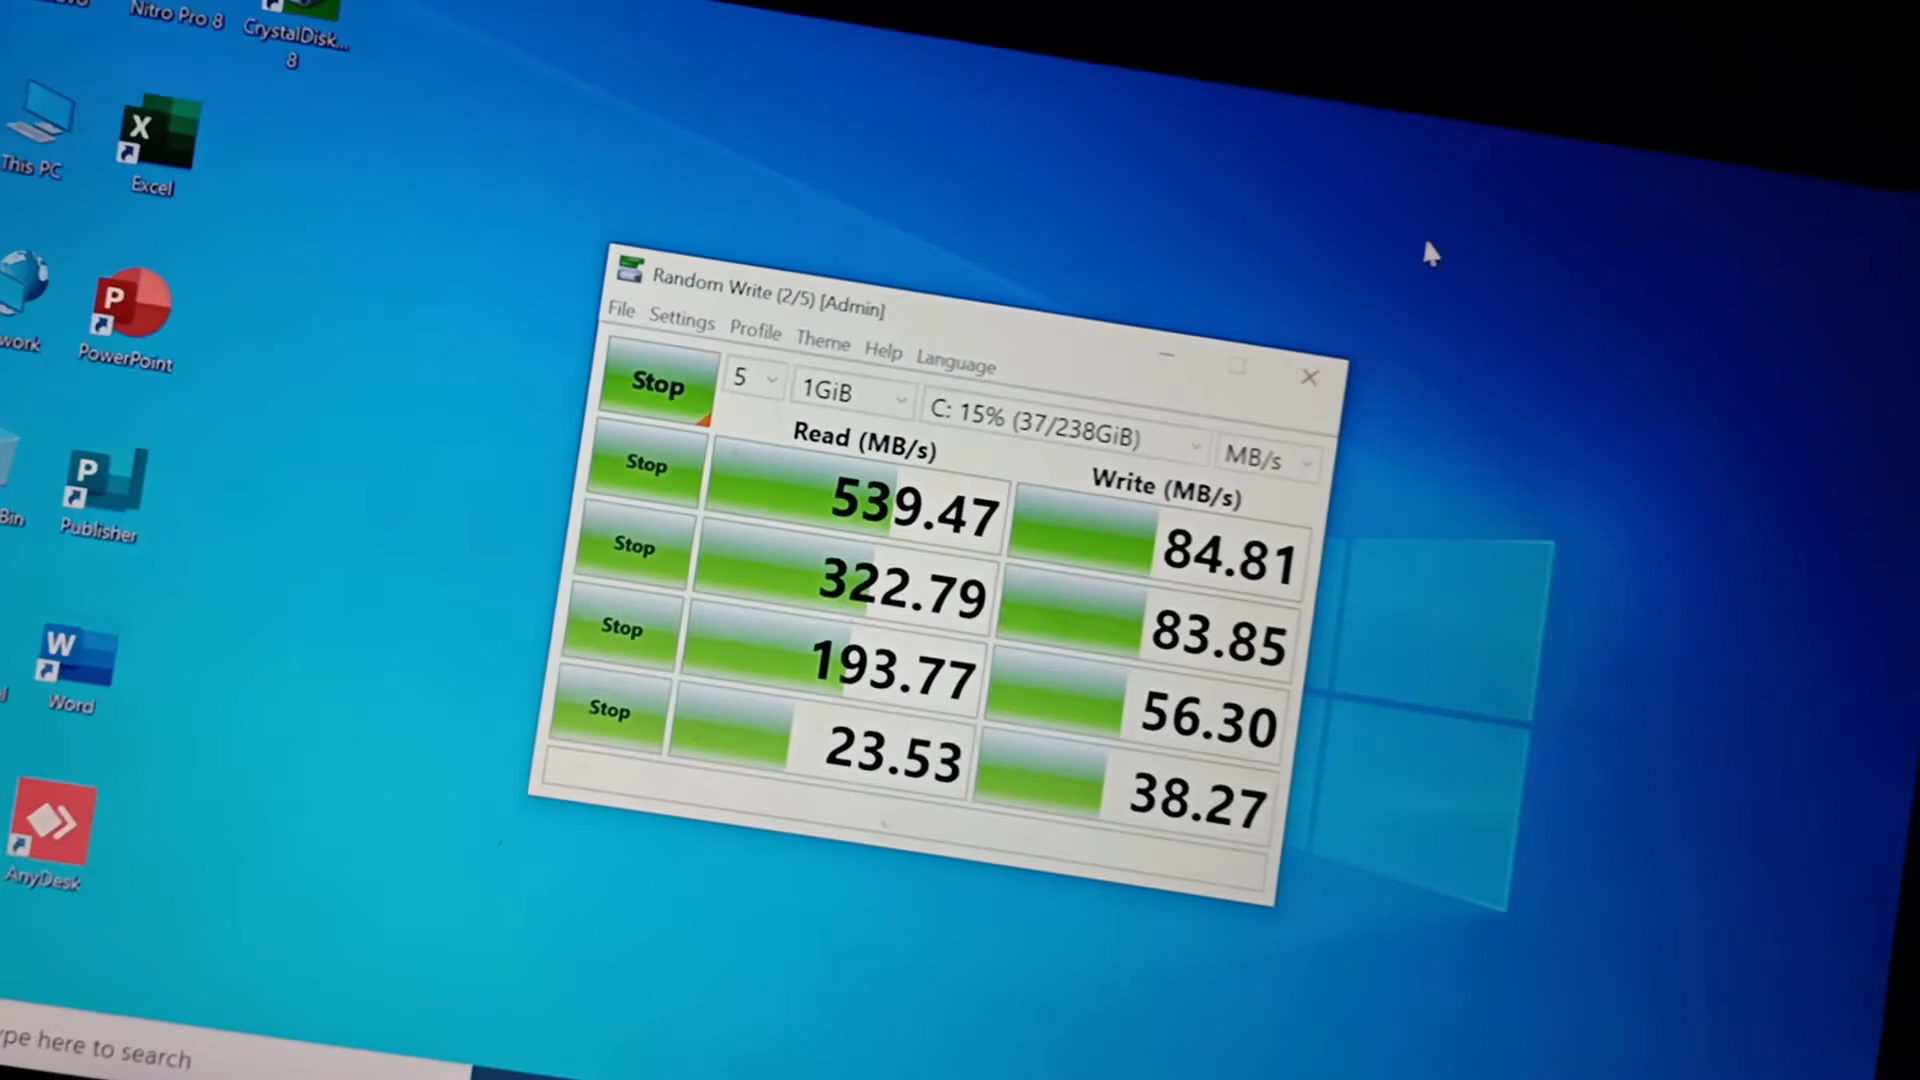 Nitro Pro 8
CrystalDisk...
8
This PC
Excel
work
PowerPoint
Bin
Publisher
Word
AnyDesk
Random Write (2/5) [Admin]
File Settings Profile Theme Help Language
Stop 5 1GiB C: 15% (37/238GiB) MB/s
Read (MB/s) Write (MB/s)
Stop 539.47 84.81
Stop 322.79 83.85
Stop 193.77 56.30
Stop 23.53 38.27
ype here to search